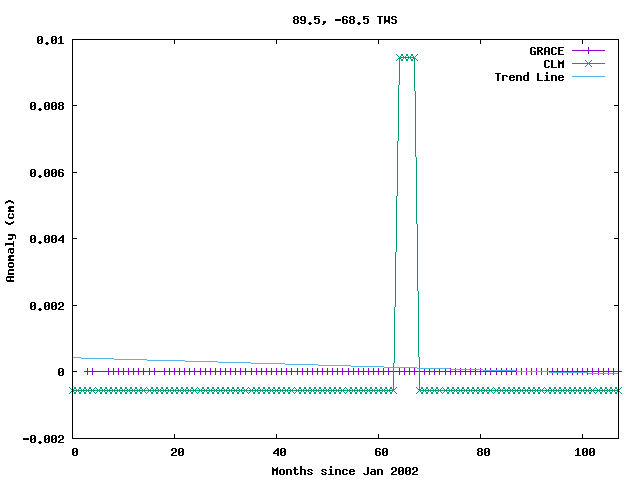 89.5, -68.5 TWS
0.01
0.008
0.006
0.004
0.002
0
-0.002
Anomaly (cm)
GRACE
CLM
Trend Line
0 20 40 60 80 100
Months since Jan 2002